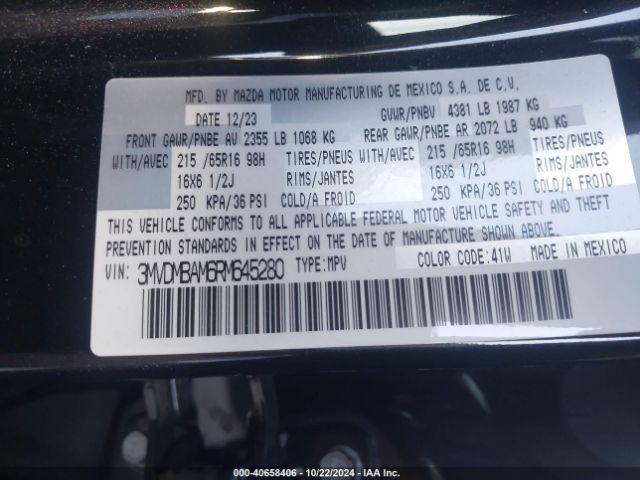 MFD. BY MAZDA MOTOR MANUFACTURING DE MEXICO S.A. DE C.V.
DATE 12/23 GVWR/PNBV 4381 LB 1987 KG
FRONT GAWR/PNBE AV 2355 LB 1068 KG REAR GAWR/PNBE AR 2072 LB 940 KG
WITH/AVEC 215 /65R16 98H TIRES/PNEUS WITH/AVEC 215 /65R16 98H TIRES/PNEUS
16X6 1/2J RIMS/JANTES 16X6 1/2J RIMS/JANTES
250 KPA/36 PSI COLD/A FROID 250 KPA/36 PSI COLD/A FROID
THIS VEHICLE CONFORMS TO ALL APPLICABLE FEDERAL MOTOR VEHICLE SAFETY AND THEFT
PREVENTION STANDARDS IN EFFECT ON THE DATE OF MANUFACTURE SHOWN ABOVE.
VIN: 3MVDMBAM6RM645280 TYPE:MPV COLOR CODE:41W MADE IN MEXICO
000-40658406 - 10/22/2024 - IAA Inc.